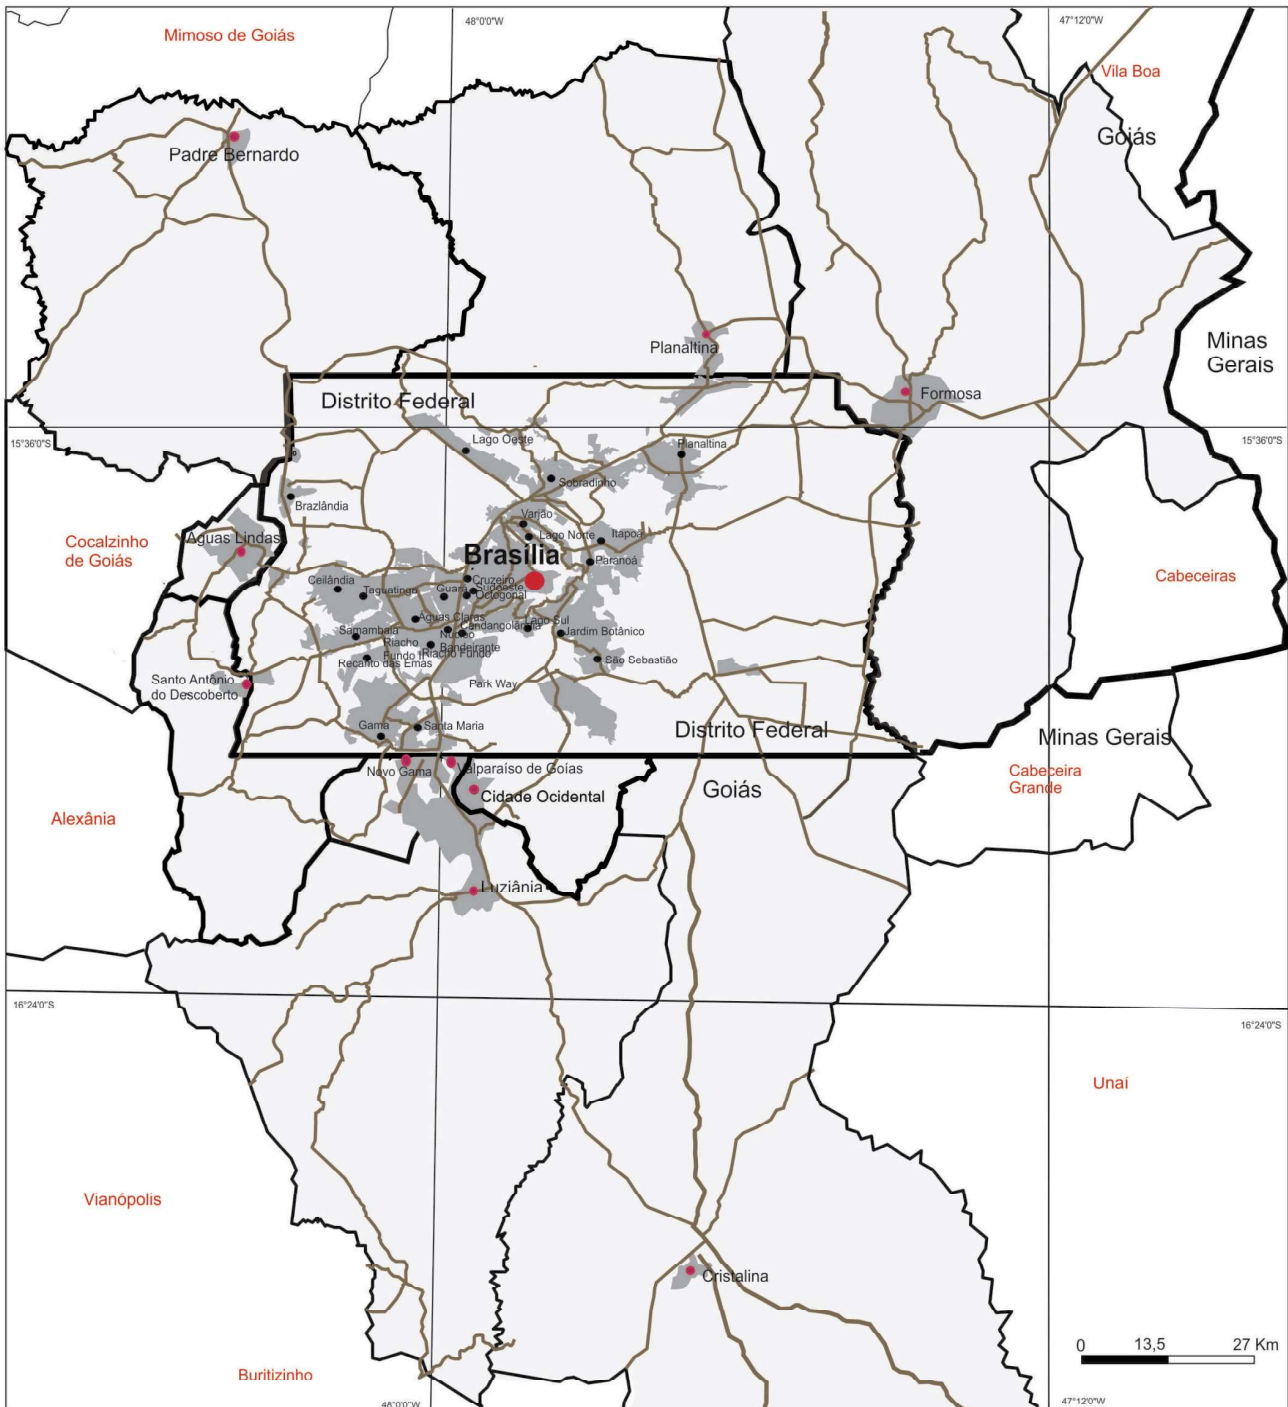 48°0'0"W
47°12'0"W
Mimoso de Goiás
Vila Boa
Goiás
Padre Bernardo
Planaltina
Minas
Gerais
Formosa
Distrito Federal
15°36'0"S
15°36'0"S
Lago Oeste
Planaltina
Sobradinho
Brazlândia
Varjão
Lago Norte
Itapoã
Águas Lindas
Cocalzinho
de Goiás
Brasília
Paranoá
Cabeceiras
Ceilândia
Taguatinga
Guará
Cruzeiro
Sudoeste
Octogonal
Águas Claras
Candangolândia
Lago Sul
Jardim Botânico
Samambaia
Núcleo
Bandeirante
Riacho
Fundo II
Riacho Fundo
Recanto das Emas
São Sebastião
Santo Antônio
do Descoberto
Park Way
Gama
Santa Maria
Distrito Federal
Minas Gerais
Novo Gama
Valparaíso de Goías
Cabeceira
Grande
Cidade Ocidental
Goiás
Alexânia
Luziânia
16°24'0"S
16°24'0"S
Unaí
Vianópolis
Cristalina
0 13,5 27 Km
Buritizinho
48°0'0"W
47°12'0"W